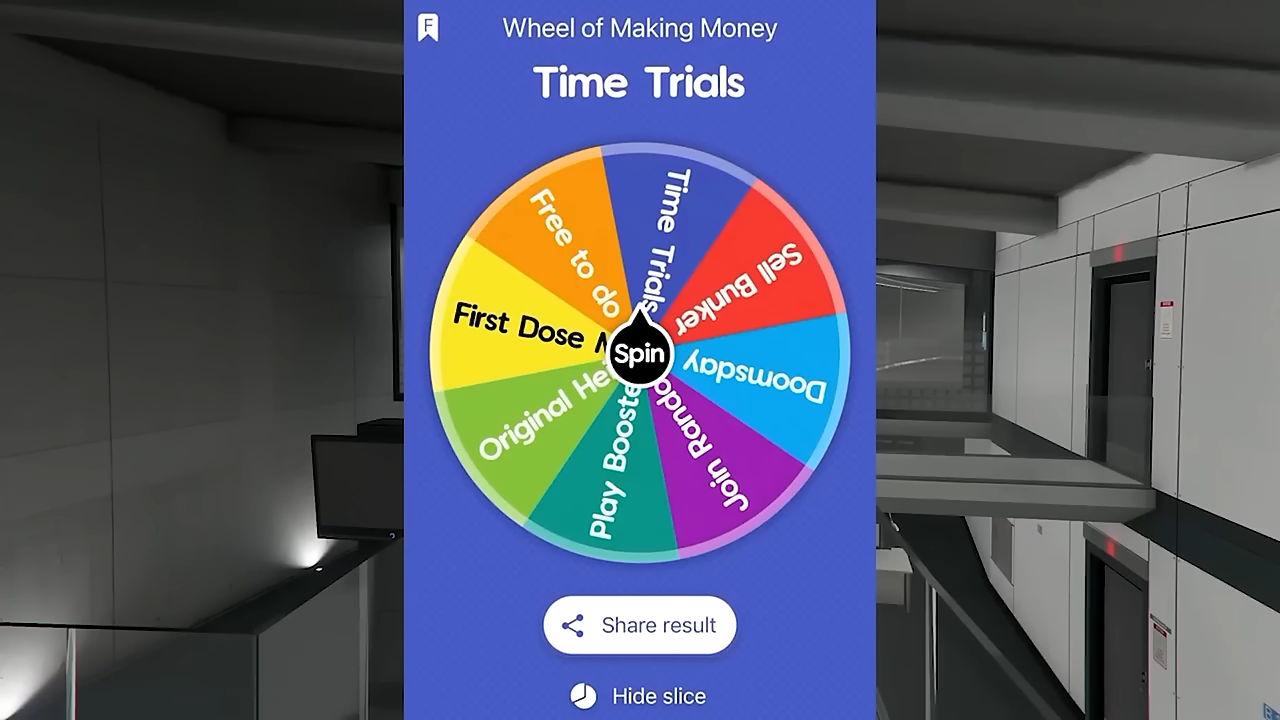 F
Wheel of Making Money
Time Trials
Time Trials
Sell Bunker
Doomsday
Join Rando
Play Booste
Original Hei
First Dose M
Free to do
Spin
Share result
Hide slice